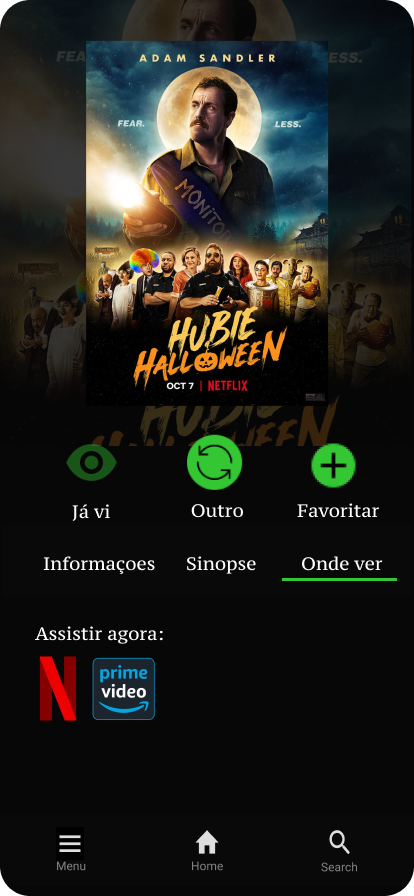 ADAM SANDLER
FEAR. LESS.
MONITOR
HUBIE
HALLOWEEN
OCT 7 | NETFLIX
Já vi Outro Favoritar
Informaçoes Sinopse Onde ver
Assistir agora:
N prime video
Menu Home Search